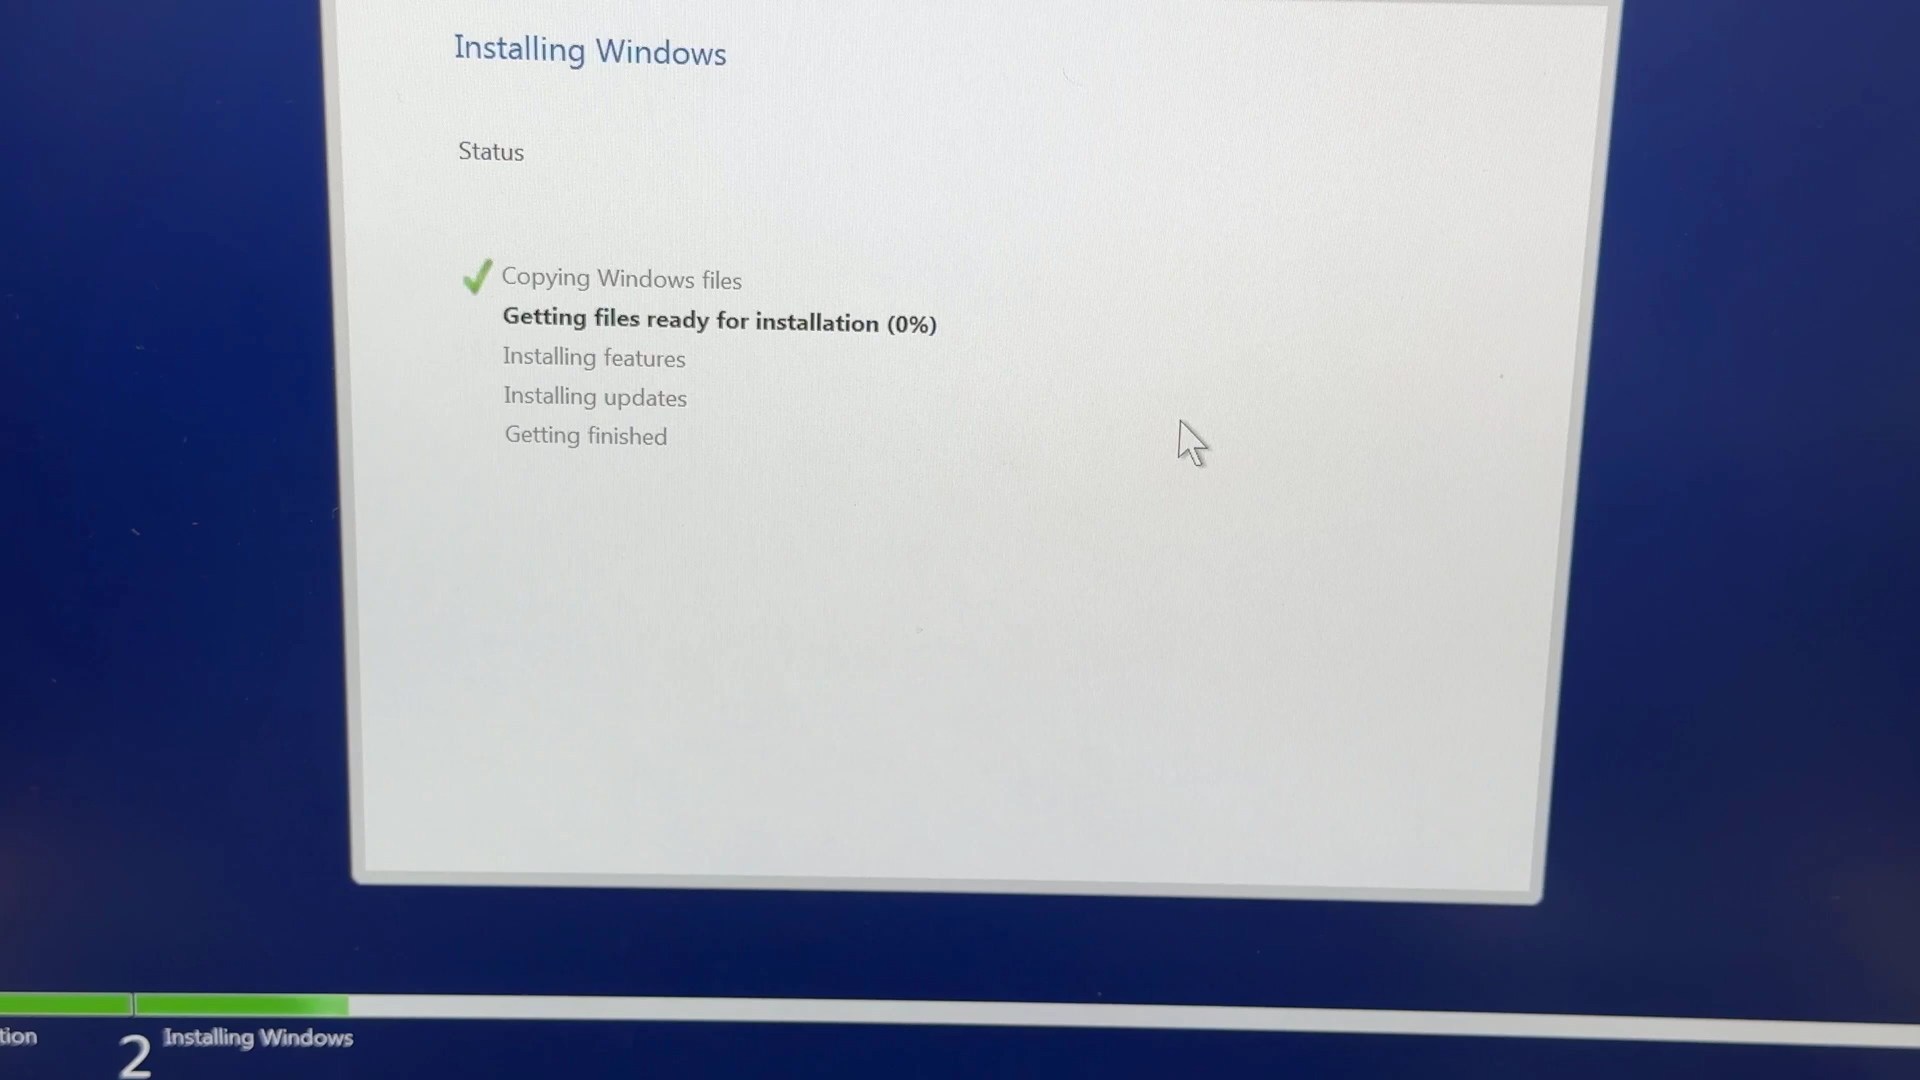 Installing Windows
Status
Copying Windows files
Getting files ready for installation (0%)
Installing features
Installing updates
Getting finished
tion
2 Installing Windows